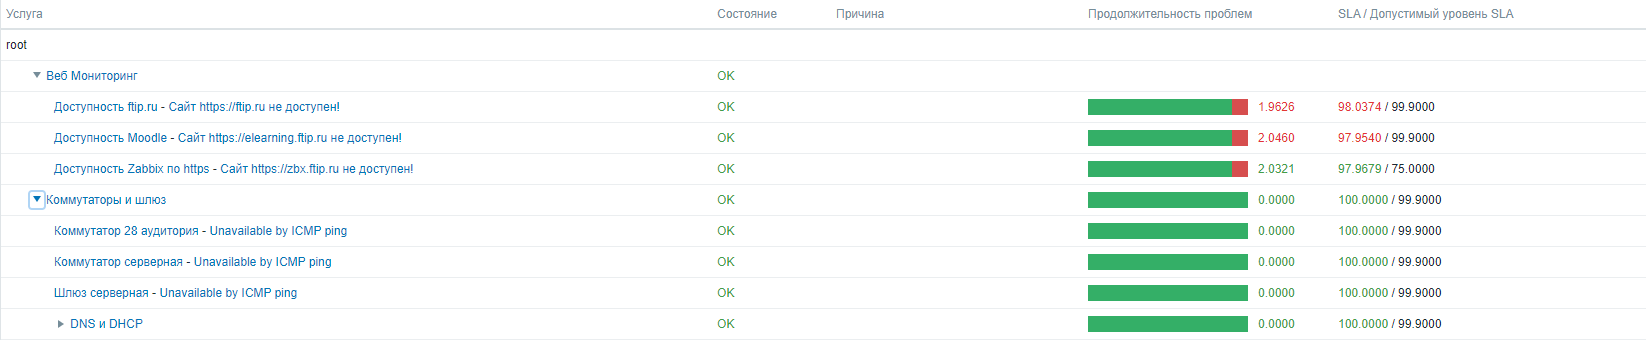 Услуга Состояние Причина Продолжительность проблем SLA / Допустимый уровень SLA
root
Веб Мониторинг OK
Доступность ftip.ru - Сайт https://ftip.ru не доступен! OK 1.9626 98.0374 / 99.9000
Доступность Moodle - Сайт https://elearning.ftip.ru не доступен! OK 2.0460 97.9540 / 99.9000
Доступность Zabbix по https - Сайт https://zbx.ftip.ru не доступен! OK 2.0321 97.9679 / 75.0000
Коммутаторы и шлюз OK 0.0000 100.0000 / 99.9000
Коммутатор 28 аудитория - Unavailable by ICMP ping OK 0.0000 100.0000 / 99.9000
Коммутатор серверная - Unavailable by ICMP ping OK 0.0000 100.0000 / 99.9000
Шлюз серверная - Unavailable by ICMP ping OK 0.0000 100.0000 / 99.9000
DNS и DHCP OK 0.0000 100.0000 / 99.9000